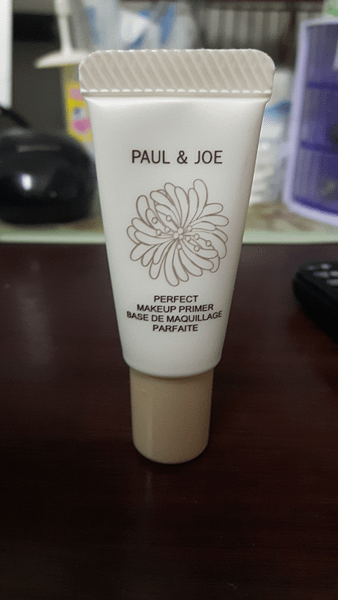 PAUL & JOE
PERFECT
MAKEUP PRIMER
BASE DE MAQUILLAGE
PARFAITE